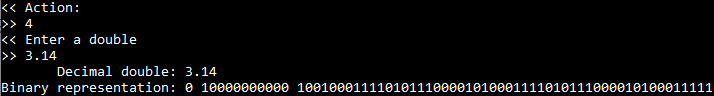 << Action:
>> 4
<< Enter a double
>> 3.14
Decimal double: 3.14
Binary representation: 0 10000000000 1001000111101011100001010001111010111000010100011111